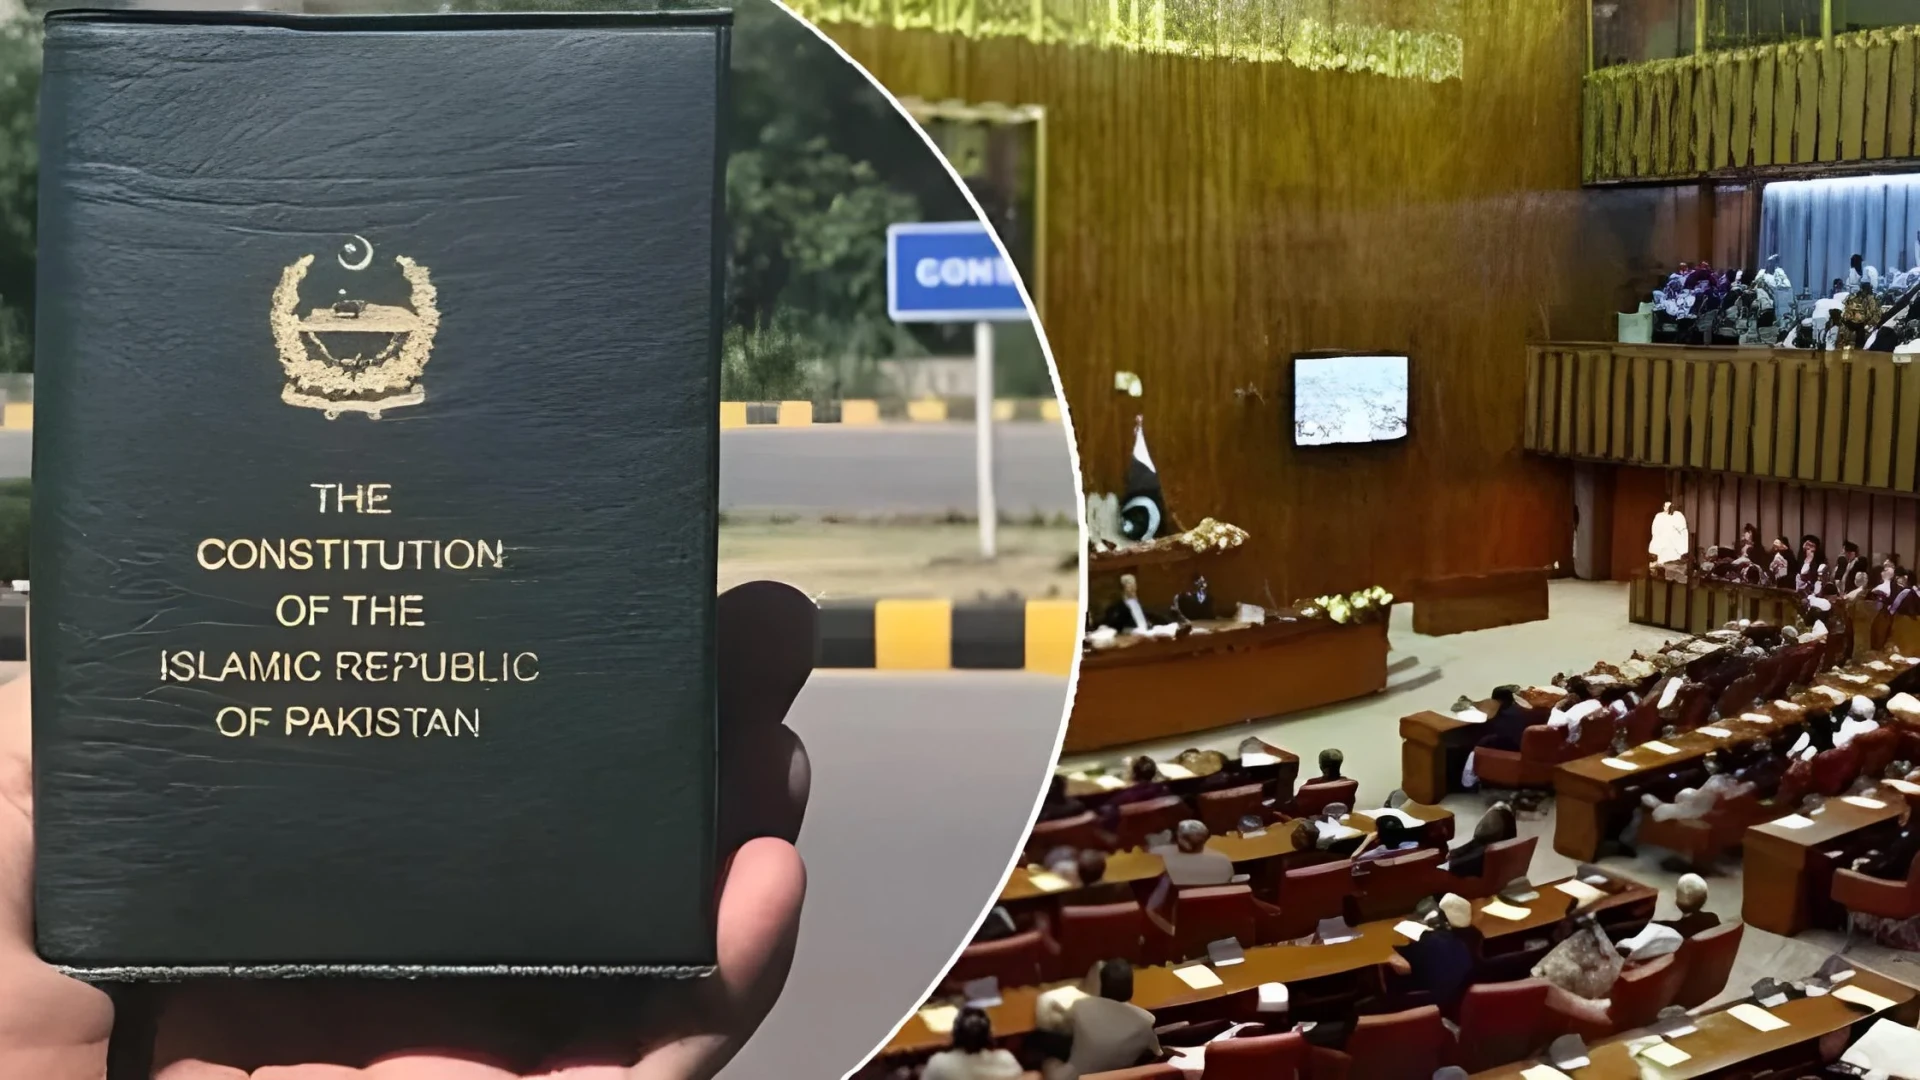 THE
CONSTITUTION
OF THE
ISLAMIC REPUBLIC
OF PAKISTAN